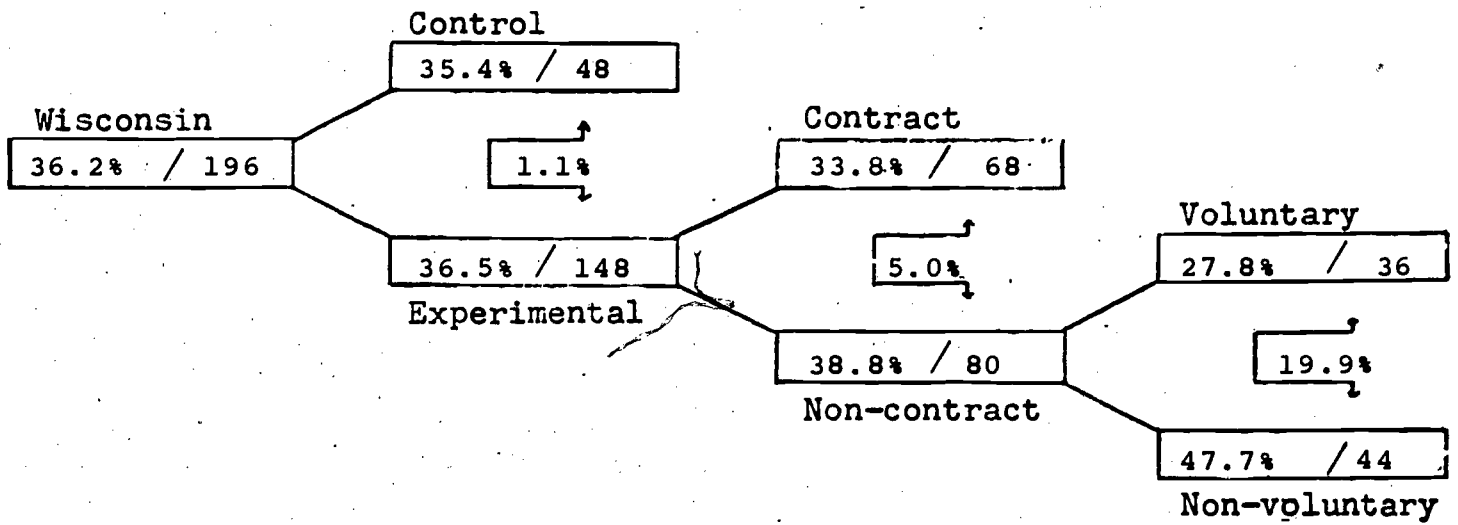 Control
35.4% / 48
Wisconsin
36.2% / 196
1.1%
Contract
33.8% / 68
36.5% / 148
Experimental
5.0%
Voluntary
27.8% / 36
38.8% / 80
Non-contract
19.9%
47.7% / 44
Non-voluntary